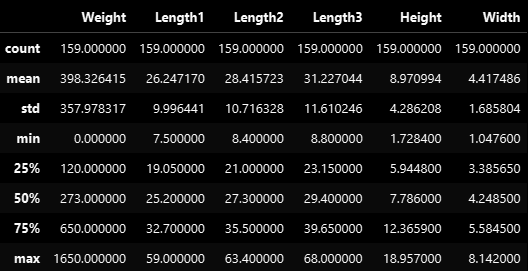 Weight Length1 Length2 Length3 Height Width
count 159.000000 159.000000 159.000000 159.000000 159.000000 159.000000
mean 398.326415 26.247170 28.415723 31.227044 8.970994 4.417486
std 357.978317 9.996441 10.716328 11.610246 4.286208 1.685804
min 0.000000 7.500000 8.400000 8.800000 1.728400 1.047600
25% 120.000000 19.050000 21.000000 23.150000 5.944800 3.385650
50% 273.000000 25.200000 27.300000 29.400000 7.786000 4.248500
75% 650.000000 32.700000 35.500000 39.650000 12.365900 5.584500
max 1650.000000 59.000000 63.400000 68.000000 18.957000 8.142000